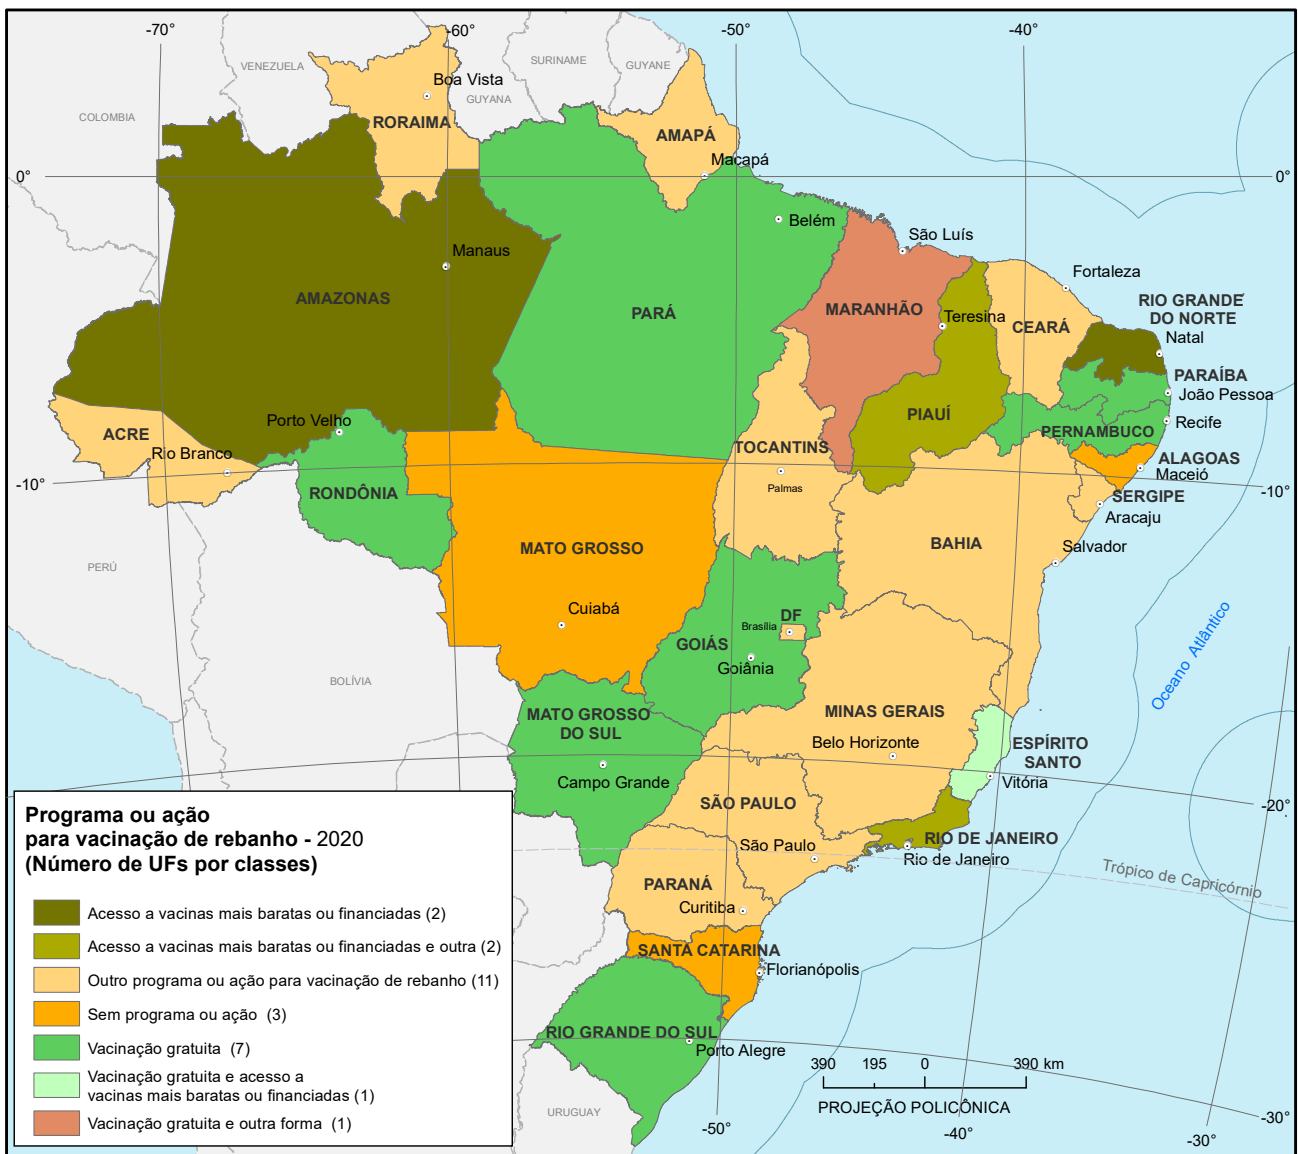 -70°
-60°
-50°
-40°
VENEZUELA
SURINAME
GUYANE
Boa Vista
GUYANA
COLOMBIA
RORAIMA
AMAPÁ
Macapá
0°
0°
Belém
São Luís
Manaus
Fortaleza
AMAZONAS
RIO GRANDE
DO NORTE
MARANHÃO
PARÁ
Teresina
CEARÁ
Natal
PARAÍBA
João Pessoa
PIAUÍ
Porto Velho
Recife
ACRE
PERNAMBUCO
TOCANTINS
Rio Branco
ALAGOAS
Maceió
-10°
RONDÔNIA
Palmas
-10°
SERGIPE
Aracaju
MATO GROSSO
BAHIA
Salvador
PERÚ
Cuiabá
DF
Brasília
GOIÁS
Goiânia
Oceano Atlântico
BOLÍVIA
MATO GROSSO
DO SUL
MINAS GERAIS
Belo Horizonte
ESPÍRITO
SANTO
Campo Grande
Vitória
SÃO PAULO
-20°
RIO DE JANEIRO
São Paulo
Rio de Janeiro
Trópico de Capricórnio
PARANÁ
Curitiba
SANTA CATARINA
Florianópolis
RIO GRANDE DO SUL
Porto Alegre
390 195 0 390 km
PROJEÇÃO POLICÔNICA
URUGUAY
-50°
-40°
-30°
-30°
Programa ou ação
para vacinação de rebanho - 2020
(Número de UFs por classes)
Acesso a vacinas mais baratas ou financiadas (2)
Acesso a vacinas mais baratas ou financiadas e outra (2)
Outro programa ou ação para vacinação de rebanho (11)
Sem programa ou ação (3)
Vacinação gratuita (7)
Vacinação gratuita e acesso a
vacinas mais baratas ou financiadas (1)
Vacinação gratuita e outra forma (1)